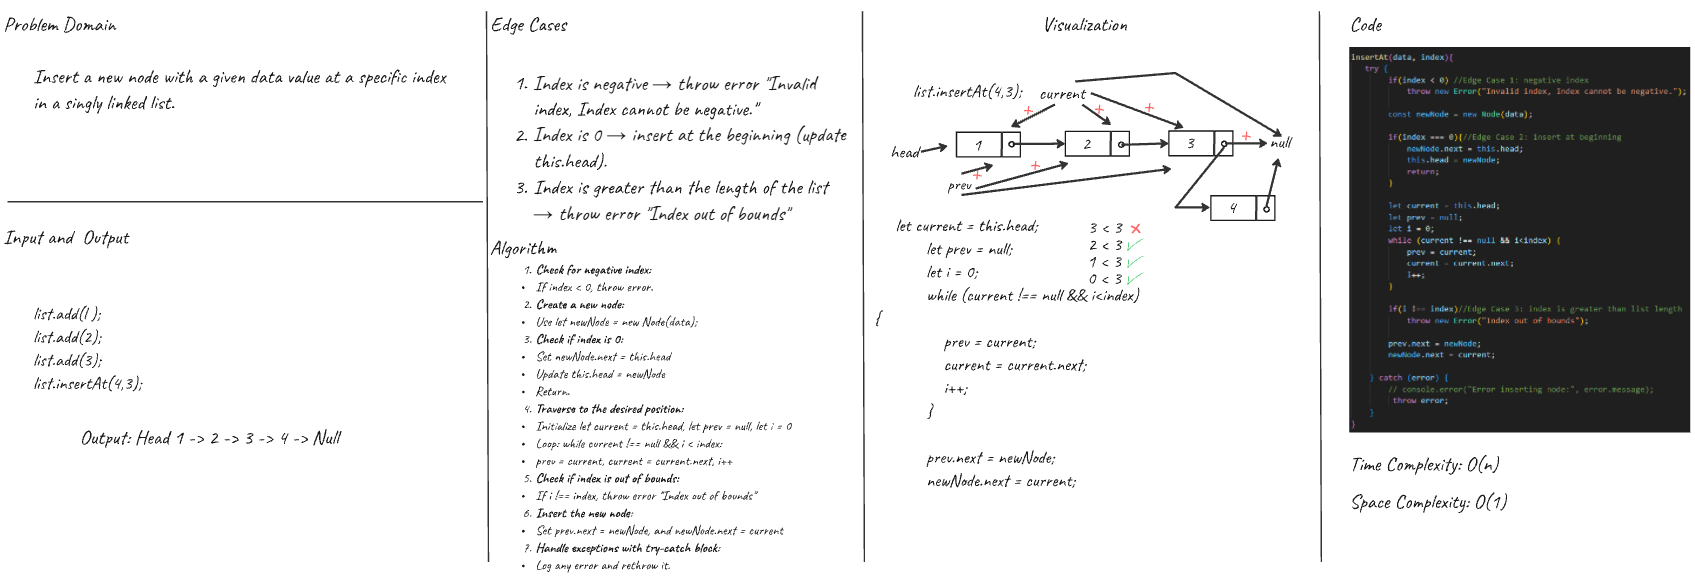 Problem Domain
Insert a new node with a given data value at a specific index
in a singly linked list.
Input and Output
list.add(1);
list.add(2);
list.add(3);
list.insertAt(4,3);
Output: Head 1 -> 2 -> 3 -> 4 -> Null
Edge Cases
1. Index is negative → throw error "Invalid
index, Index cannot be negative."
2. Index is 0 → insert at the beginning (update
this.head).
3. Index is greater than the length of the list
→ throw error "Index out of bounds"
Algorithm
1. Check for negative index:
• If index < 0, throw error.
2. Create a new node:
• Use let newNode = new Node(data);
3. Check if index is 0:
• Set newNode.next = this.head
• Update this.head = newNode
• Return.
4. Traverse to the desired position:
• Initialize let current = this.head, let prev = null, let i = 0
• Loop: while current !== null && i < index:
• prev = current, current = current.next, i++
5. Check if index is out of bounds:
• If i !== index, throw error "Index out of bounds"
6. Insert the new node:
• Set prev.next = newNode, and newNode.next = current
7. Handle exceptions with try-catch block:
• Log any error and rethrow it.
Visualization
list.insertAt(4,3);
current
head
1
2
3
null
prev
4
let current = this.head;
let prev = null;
let i = 0;
while (current !== null && i<index)
{
prev = current;
current = current.next;
i++;
}
prev.next = newNode;
newNode.next = current;
3 < 3
2 < 3
1 < 3
0 < 3
Code
insertAt(data, index){
try {
if(index < 0) //Edge Case 1: negative index
throw new Error("Invalid index, Index cannot be negative.");
const newNode = new Node(data);
if(index === 0){//Edge Case 2: insert at beginning
newNode.next = this.head;
this.head = newNode;
return;
}
let current = this.head;
let prev = null;
let i = 0;
while (current !== null && i<index) {
prev = current;
current = current.next;
i++;
}
if(i !== index)//Edge Case 3: index is greater than list length
throw new Error("Index out of bounds");
prev.next = newNode;
newNode.next = current;
} catch (error) {
// console.error("Error inserting node:", error.message);
throw error;
}
}
Time Complexity: O(n)
Space Complexity: O(1)